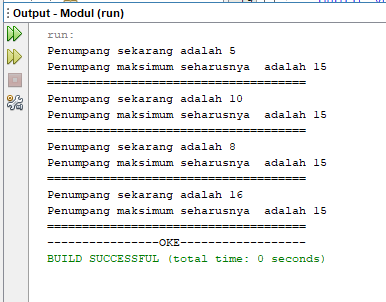 Output - Modul (run)
run:
Penumpang sekarang adalah 5
Penumpang maksimum seharusnya  adalah 15
=====================================
Penumpang sekarang adalah 10
Penumpang maksimum seharusnya  adalah 15
=====================================
Penumpang sekarang adalah 8
Penumpang maksimum seharusnya  adalah 15
=====================================
Penumpang sekarang adalah 16
Penumpang maksimum seharusnya  adalah 15
=====================================
----------------OKE------------------
BUILD SUCCESSFUL (total time: 0 seconds)